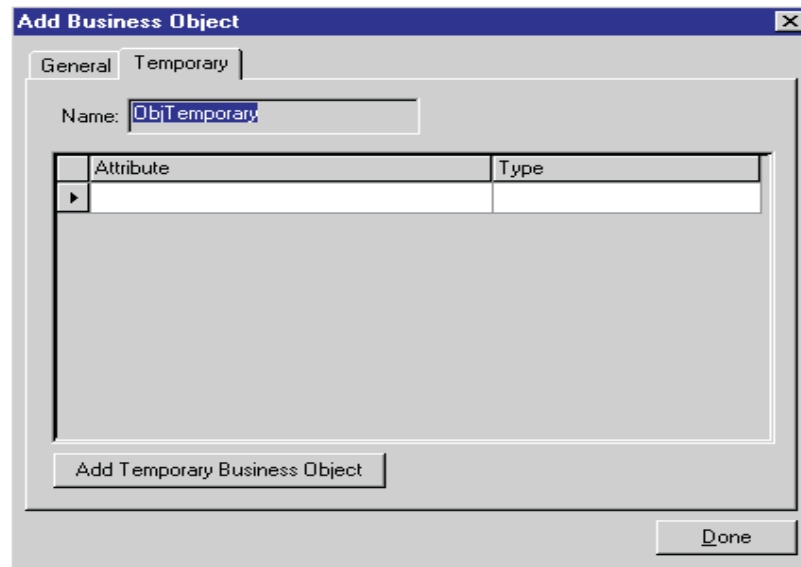 Add Business Object
General Temporary
Name: ObjTemporary
Attribute Type
Add Temporary Business Object
Done